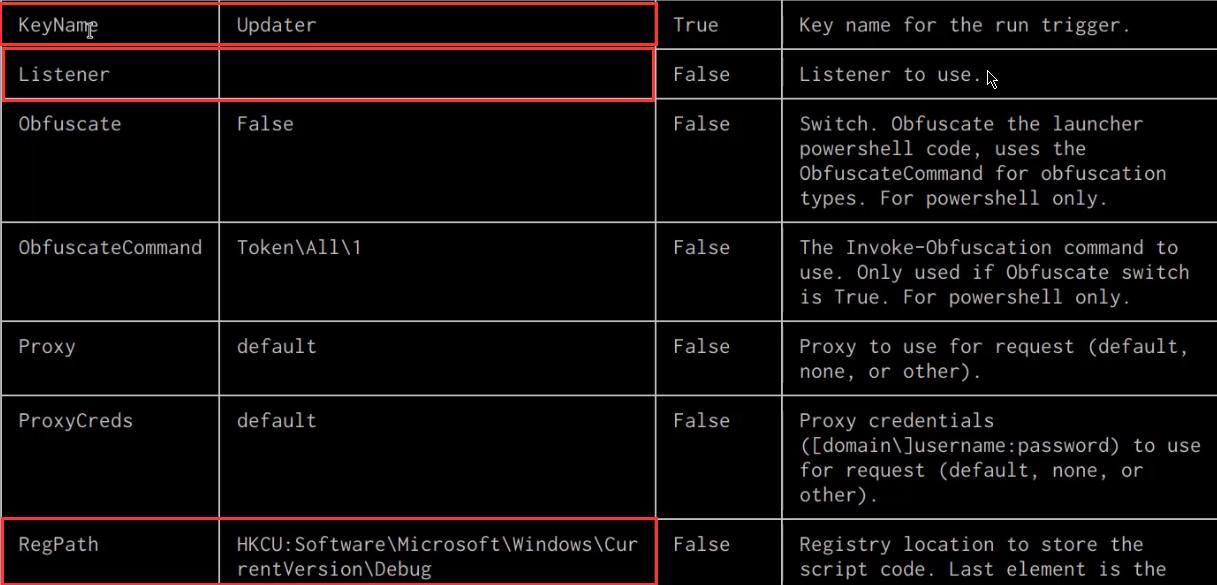 KeyName Updater True Key name for the run trigger.
Listener False Listener to use.
Obfuscate False False Switch. Obfuscate the launcher
powershell code, uses the
ObfuscateCommand for obfuscation
types. For powershell only.
ObfuscateCommand Token\All\1 False The Invoke-Obfuscation command to
use. Only used if Obfuscate switch
is True. For powershell only.
Proxy default False Proxy to use for request (default,
none, or other).
ProxyCreds default False Proxy credentials
([domain\]username:password) to use
for request (default, none, or
other).
RegPath HKCU:Software\Microsoft\Windows\Cur False Registry location to store the
rentVersion\Debug script code. Last element is the